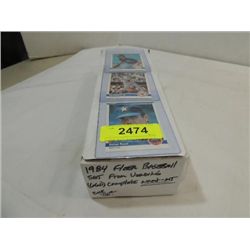 2474
1984 FLEER BASEBALL
SET FROM VENDING
(660) COMPLETE NRMT-MT